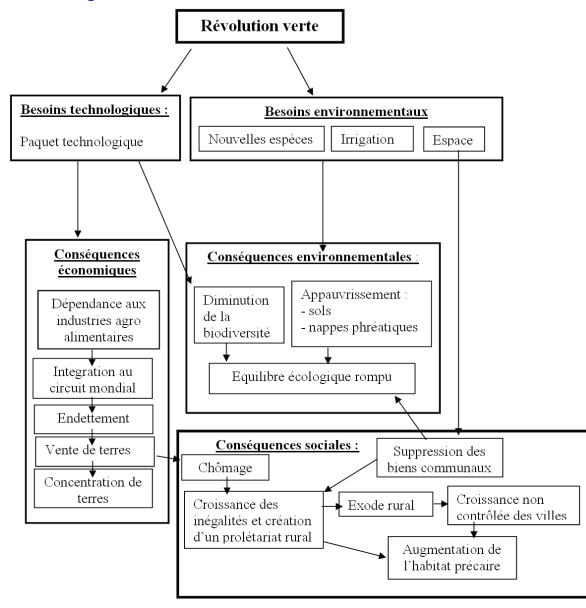 Révolution verte
Besoins technologiques :
Paquet technologique
Besoins environnementaux
Nouvelles espèces
Irrigation
Espace
Conséquences
économiques
Dépendance aux
industries agro
alimentaires
Integration au
circuit mondial
Endettement
Vente de terres
Concentration de
terres
Conséquences environnementales :
Diminution
de la
biodiversité
Appauvrissement :
- sols
- nappes phréatiques
Equilibre écologique rompu
Conséquences sociales :
Chômage
Suppression des
biens communaux
Croissance des
inégalités et création
d'un prolétariat rural
Exode rural
Croissance non
contrôlée des villes
Augmentation de
l'habitat précaire